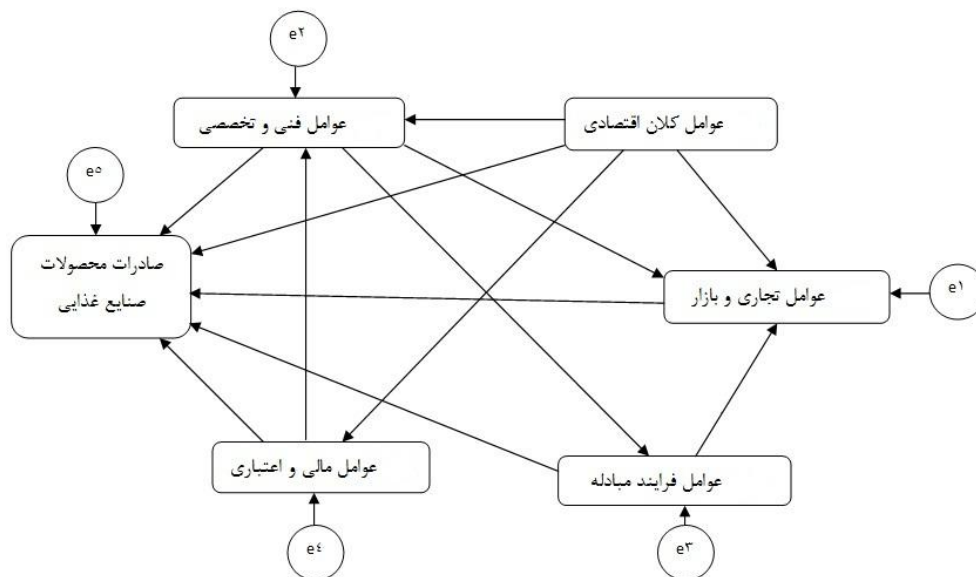 e۲
عوامل کلان اقتصادی
عوامل فنی و تخصصی
e۵
صادرات محصولات
صنایع غذایی
عوامل تجاری و بازار
e۱
عوامل مالی و اعتباری
عوامل فرایند مبادله
e٤
e۳